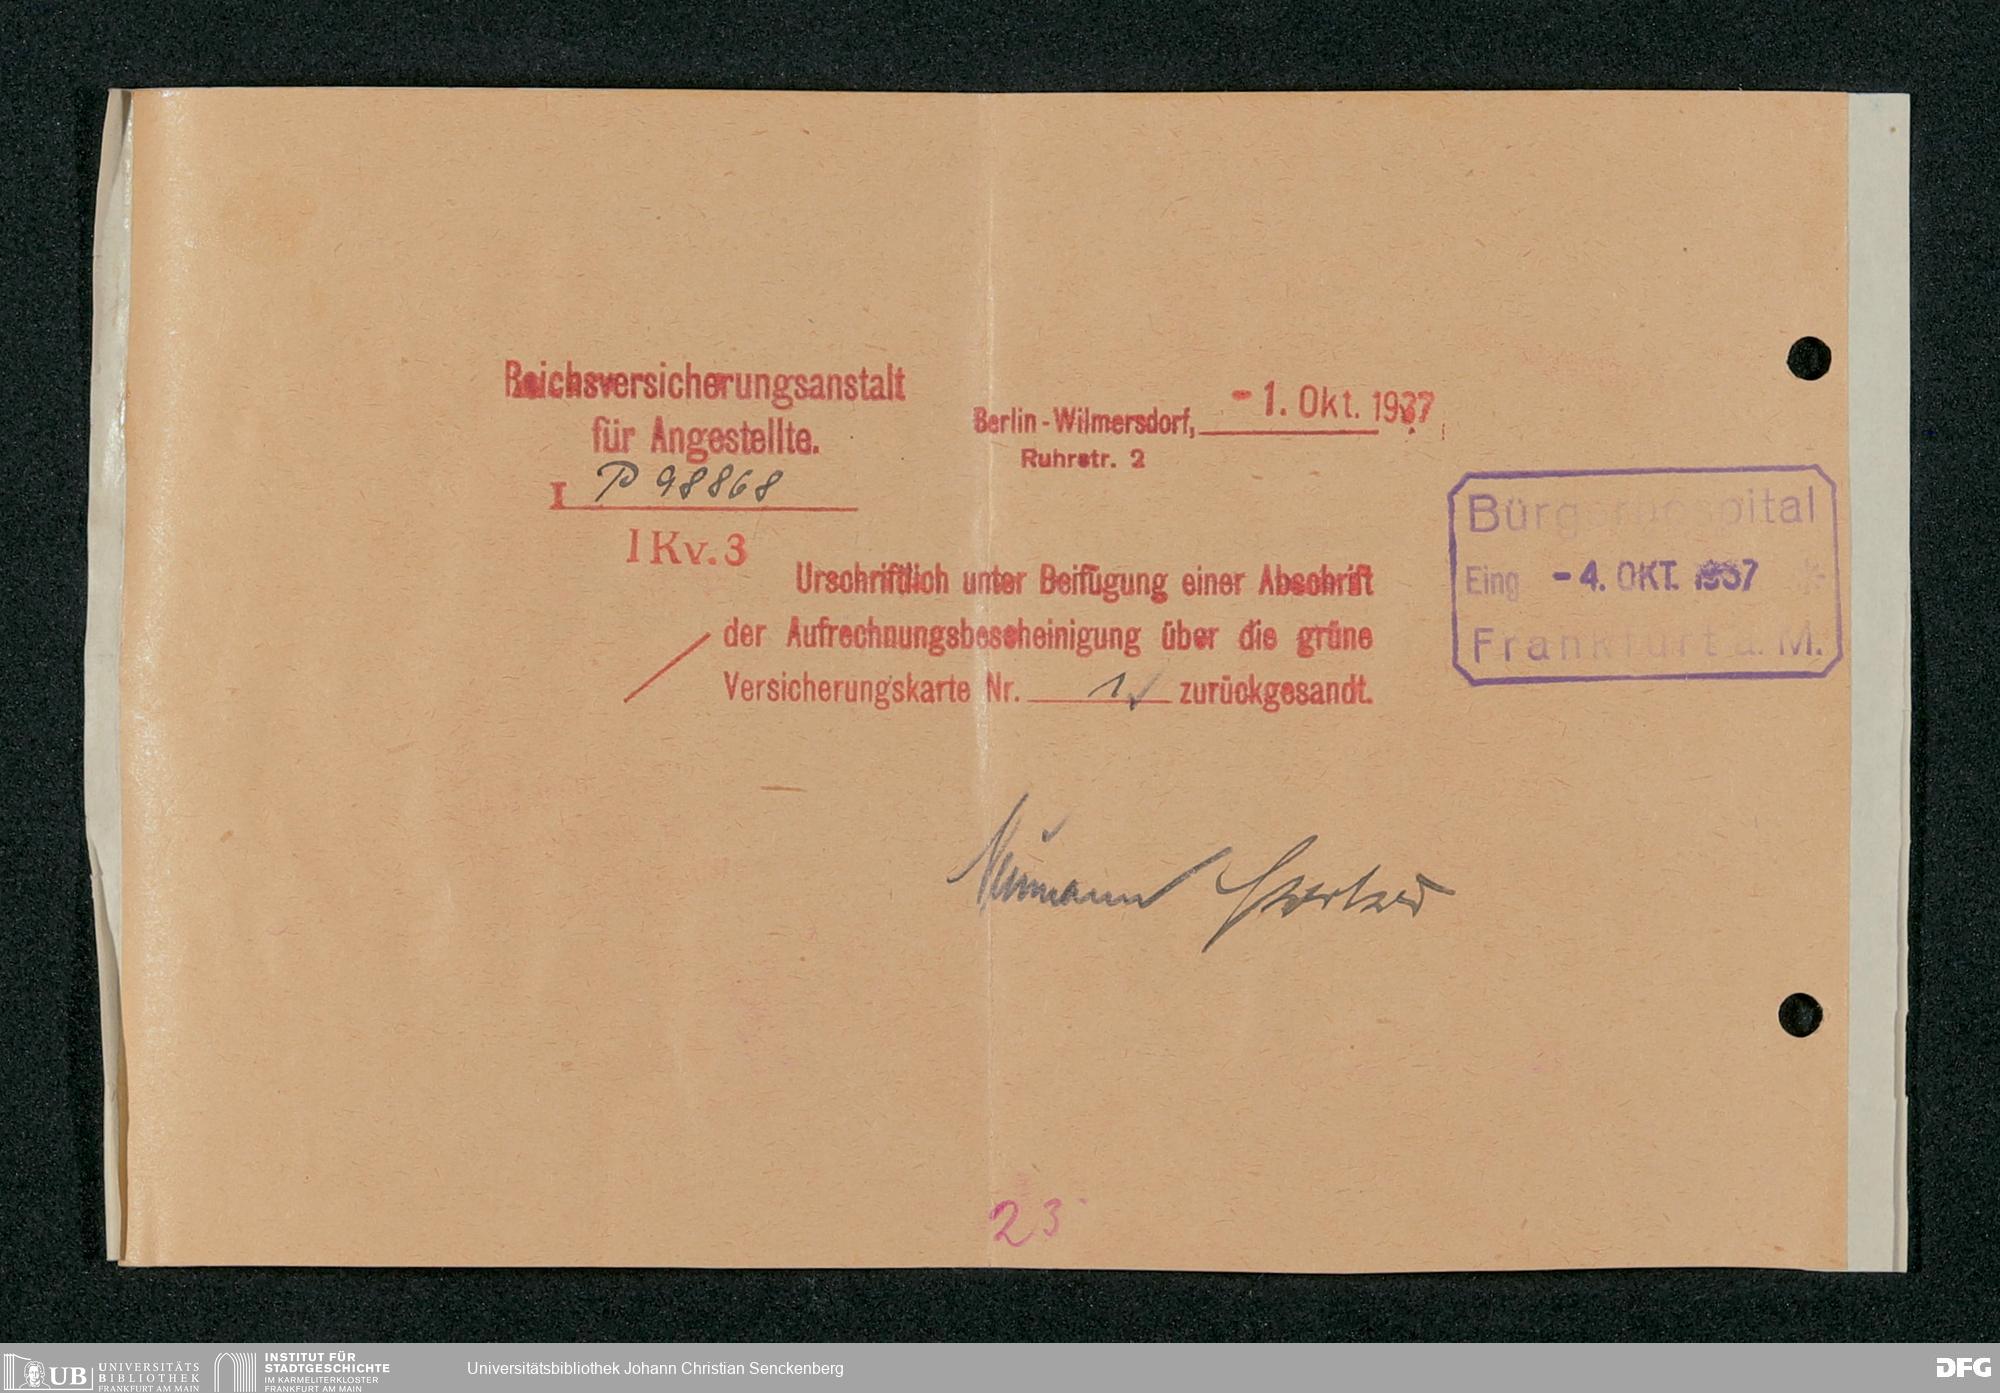 Reichsversicherungsanstalt
für Angestellte.
I P 98868
I Kv. 3
Berlin-Wilmersdorf, - 1. Okt. 1937
Ruhrstr. 2
Urschriftlich unter Beifügung einer Abschrift
der Aufrechnungsbescheinigung über die grüne
Versicherungskarte Nr. 1 zurückgesandt.
Bürgerhospital
Eing - 4. OKT. 1937
Frankfurt a. M.
Neumann
23
UB UNIVERSITÄTS
BIBLIOTHEK
FRANKFURT AM MAIN
INSTITUT FÜR
STADTGESCHICHTE
IM KARMELITERKLOSTER
FRANKFURT AM MAIN
Universitätsbibliothek Johann Christian Senckenberg
DFG